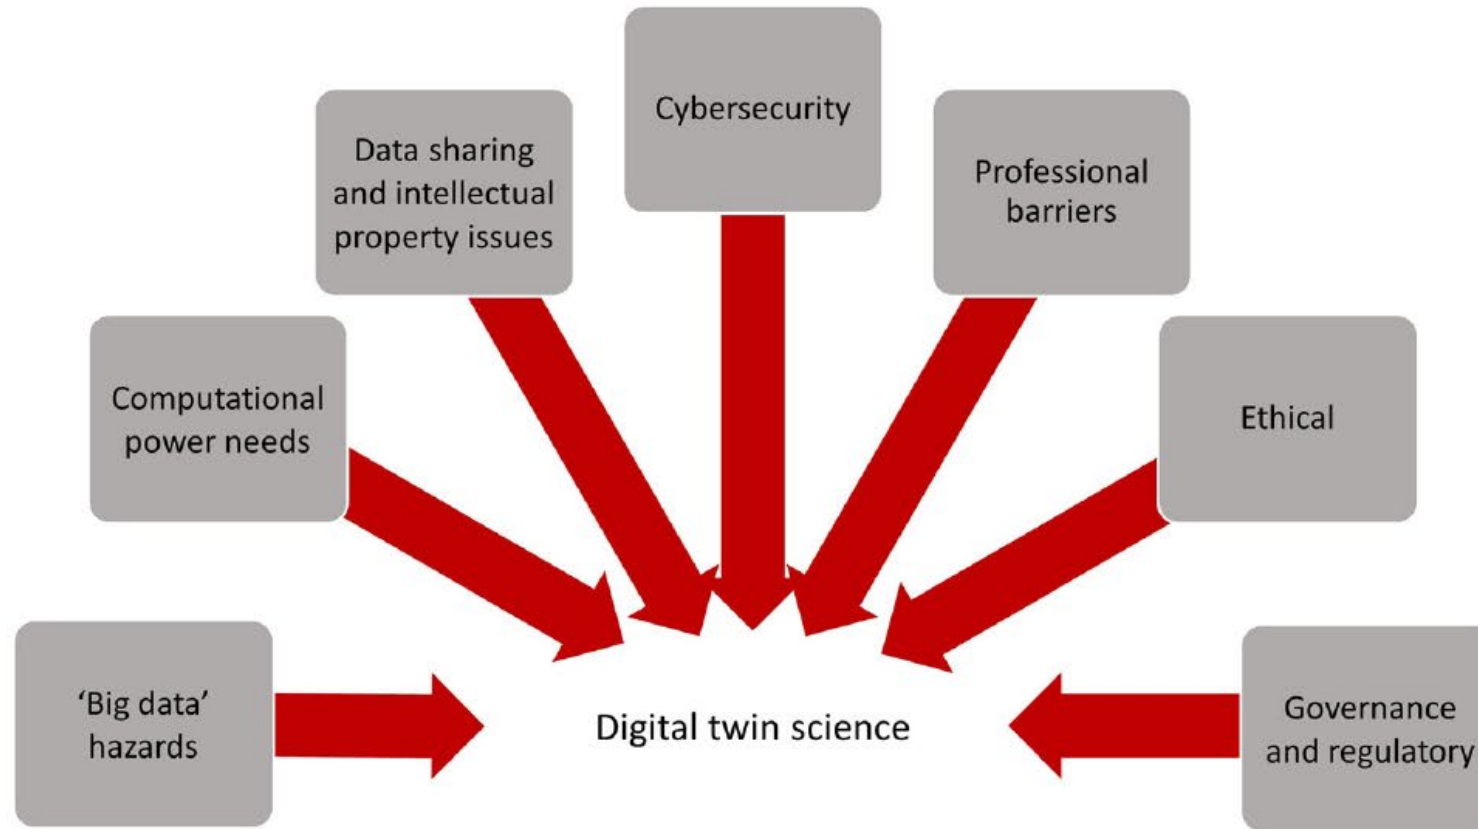 Cybersecurity
Data sharing
and intellectual
property issues
Professional
barriers
Computational
power needs
Ethical
‘Big data’
hazards
Digital twin science
Governance
and regulatory